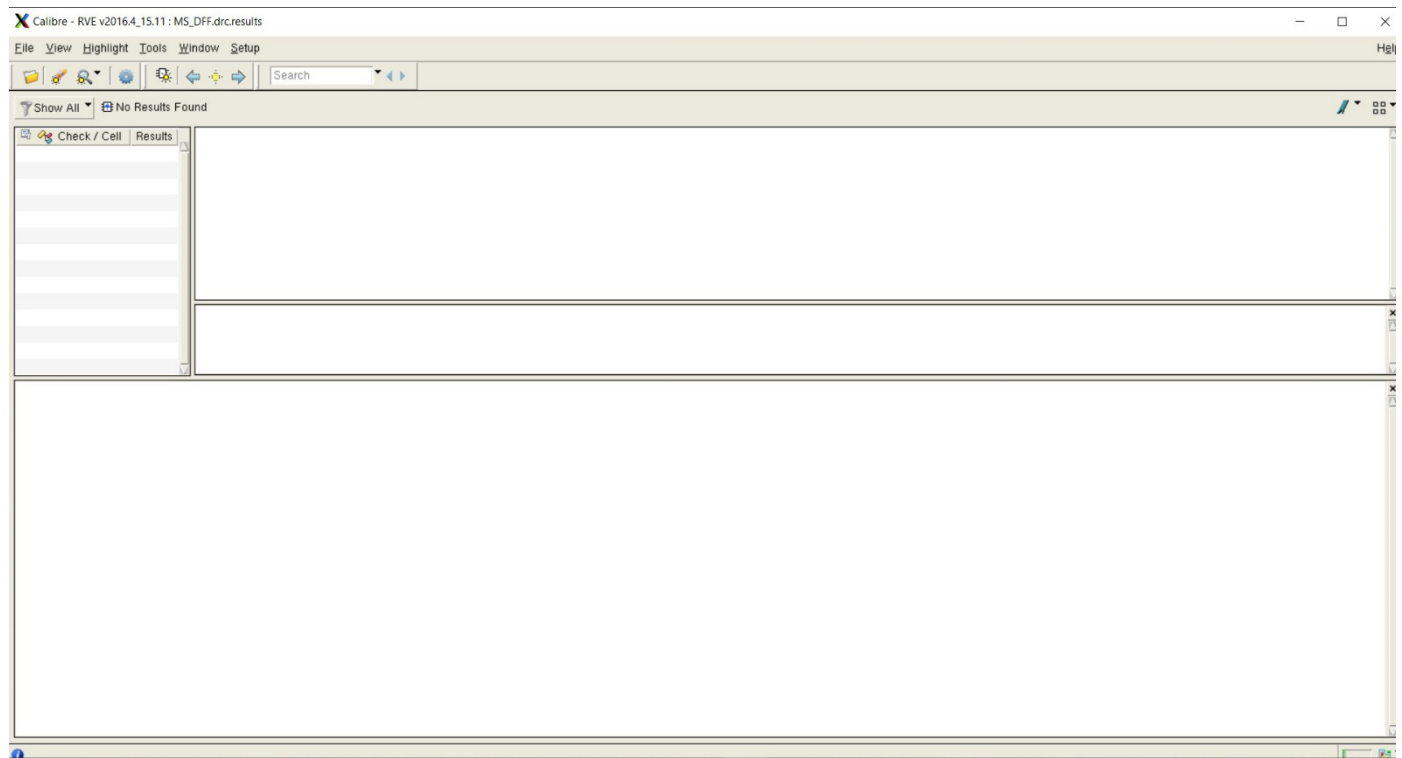 Calibre - RVE v2016.4_15.11 : MS_DFF.drc.results
File View Highlight Tools Window Setup Help
Search
Show All No Results Found
Check / Cell Results